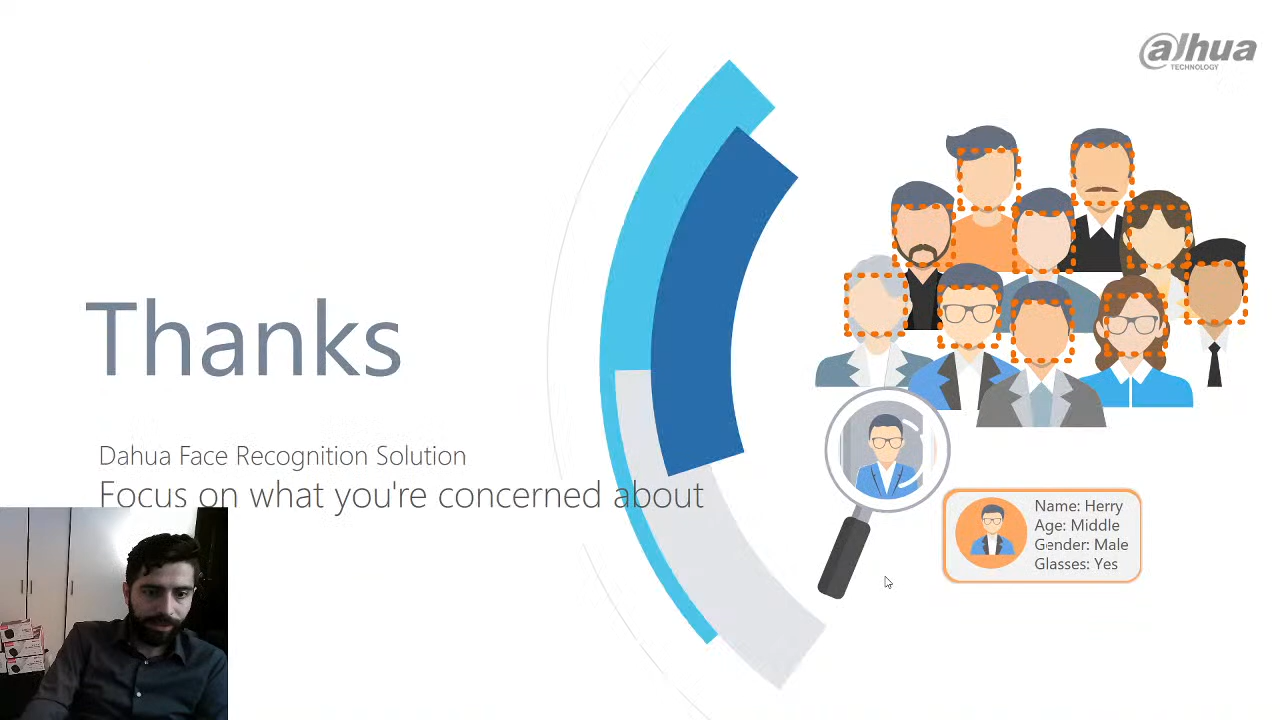 alhua
TECHNOLOGY
Thanks
Dahua Face Recognition Solution
Focus on what you're concerned about
Name: Herry
Age: Middle
Gender: Male
Glasses: Yes